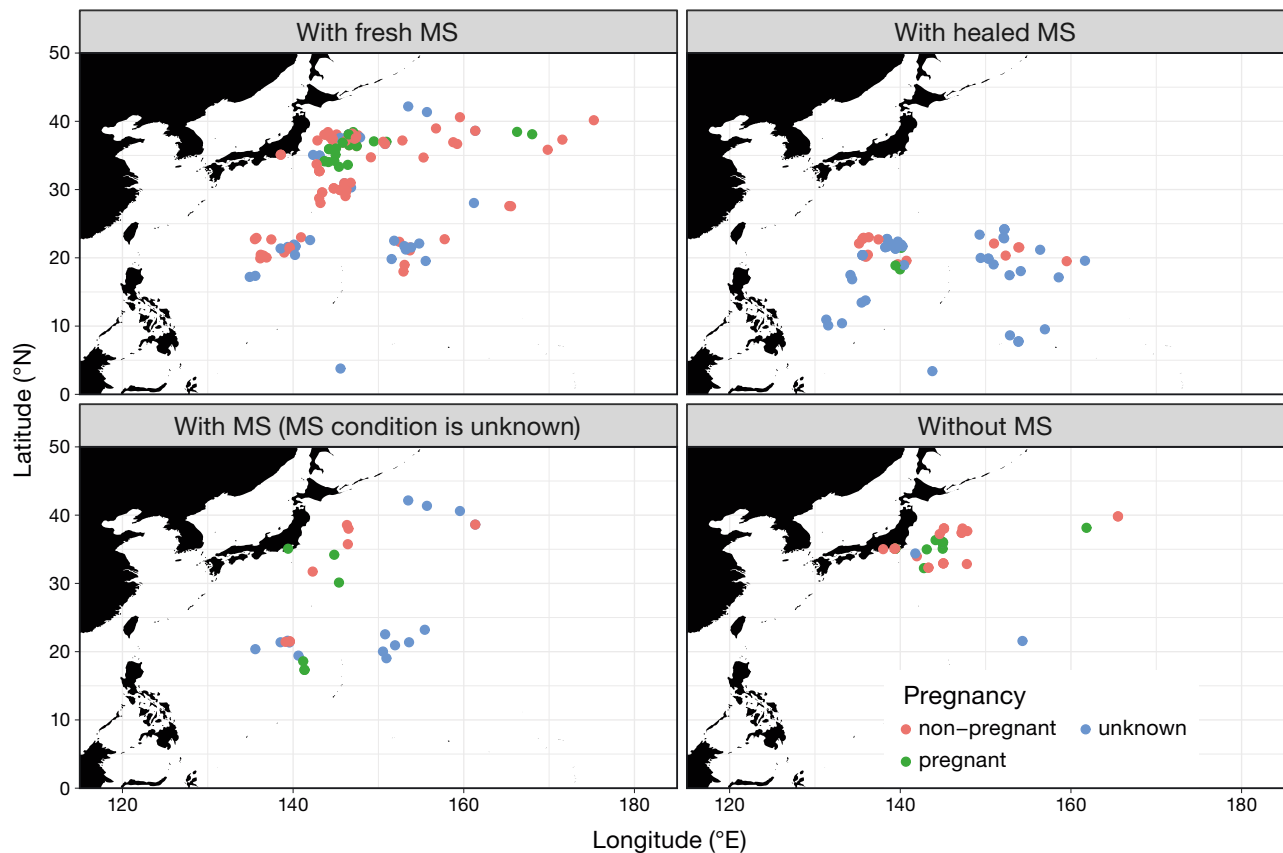 With fresh MS
With healed MS
50
40
30
20
10
0
With MS (MS condition is unknown)
Without MS
50
40
30
20
10
0
Latitude (°N)
Pregnancy
non−pregnant
unknown
pregnant
120
140
160
180
120
140
160
180
Longitude (°E)